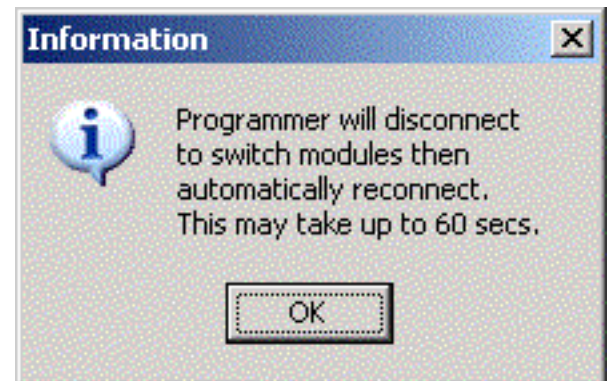 Information
Programmer will disconnect
to switch modules then
automatically reconnect.
This may take up to 60 secs.
OK